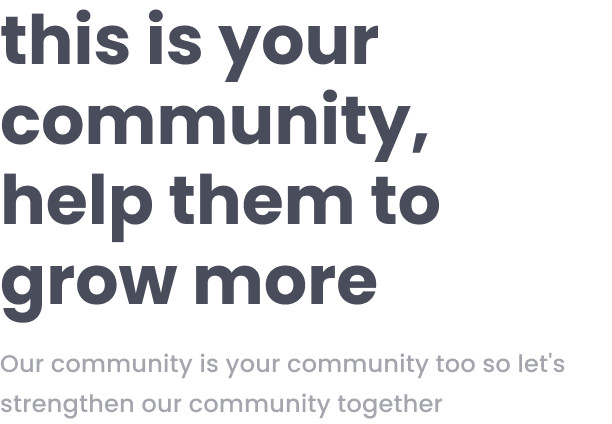 this is your
community,
help them to
grow more
Our community is your community too so let's
strengthen our community together